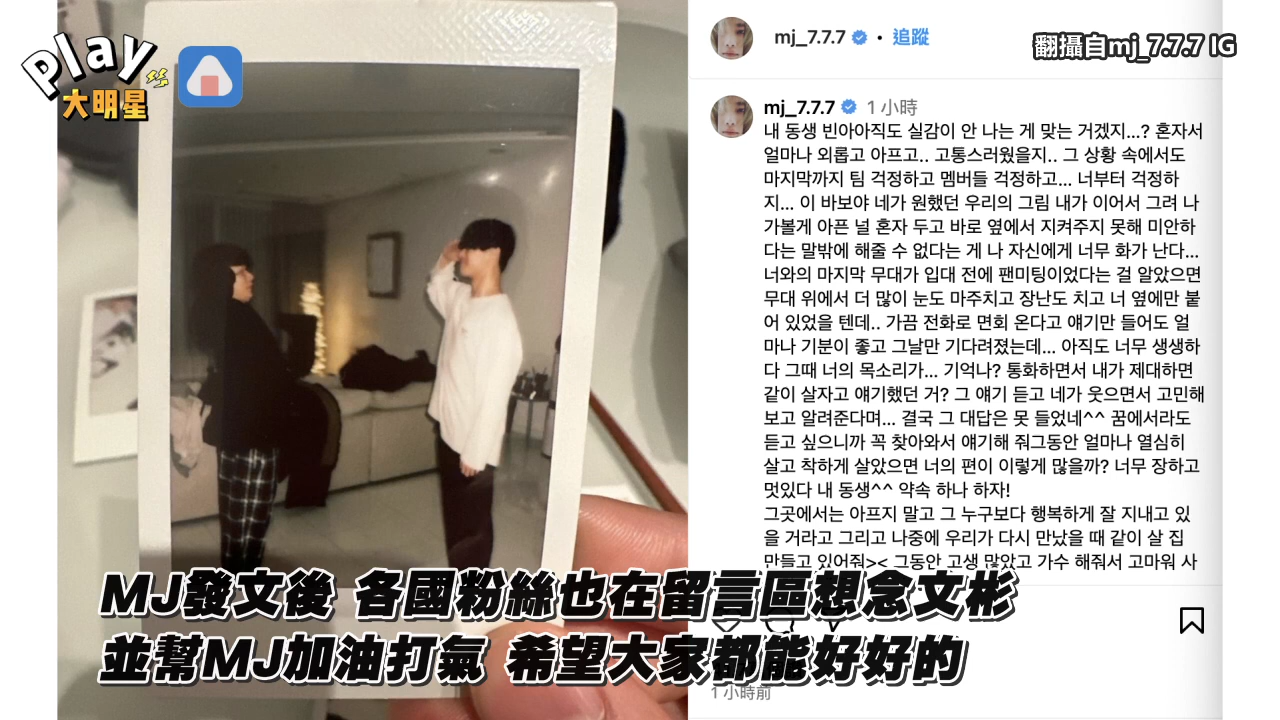 Play
大明星
mj_7.7.7 • 追蹤
翻攝自mj_7.7.7 IG
mj_7.7.7 1 小時
내 동생 빈아아직도 실감이 안 나는 게 맞는 거겠지...? 혼자서
얼마나 외롭고 아프고.. 고통스러웠을지.. 그 상황 속에서도
마지막까지 팀 걱정하고 멤버들 걱정하고... 너부터 걱정하
지... 이 바보야 네가 원했던 우리의 그림 내가 이어서 그려 나
가볼게 아픈 널 혼자 두고 바로 옆에서 지켜주지 못해 미안하
다는 말밖에 해줄 수 없다는 게 나 자신에게 너무 화가 난다...
너와의 마지막 무대가 입대 전에 팬미팅이었다는 걸 알았으면
무대 위에서 더 많이 눈도 마주치고 장난도 치고 너 옆에만 붙
어 있었을 텐데.. 가끔 전화로 면회 온다고 얘기만 들어도 얼
마나 기분이 좋고 그날만 기다려졌는데... 아직도 너무 생생하
다 그때 너의 목소리가... 기억나? 통화하면서 내가 제대하면
같이 살자고 얘기했던 거? 그 얘기 듣고 네가 웃으면서 고민해
보고 알려준다며... 결국 그 대답은 못 들었네^^ 꿈에서라도
듣고 싶으니까 꼭 찾아와서 얘기해 줘그동안 얼마나 열심히
살고 착하게 살았으면 너의 편이 이렇게 많을까? 너무 장하고
멋있다 내 동생^^ 약속 하나 하자!
그곳에서는 아프지 말고 그 누구보다 행복하게 잘 지내고 있
을 거라고 그리고 나중에 우리가 다시 만났을 때 같이 살 집
만들고 있어줘>< 그동안 고생 많았고 가수 해줘서 고마워 사
MJ發文後 各國粉絲也在留言區想念文彬
並幫MJ加油打氣 希望大家都能好好的
1 小時前